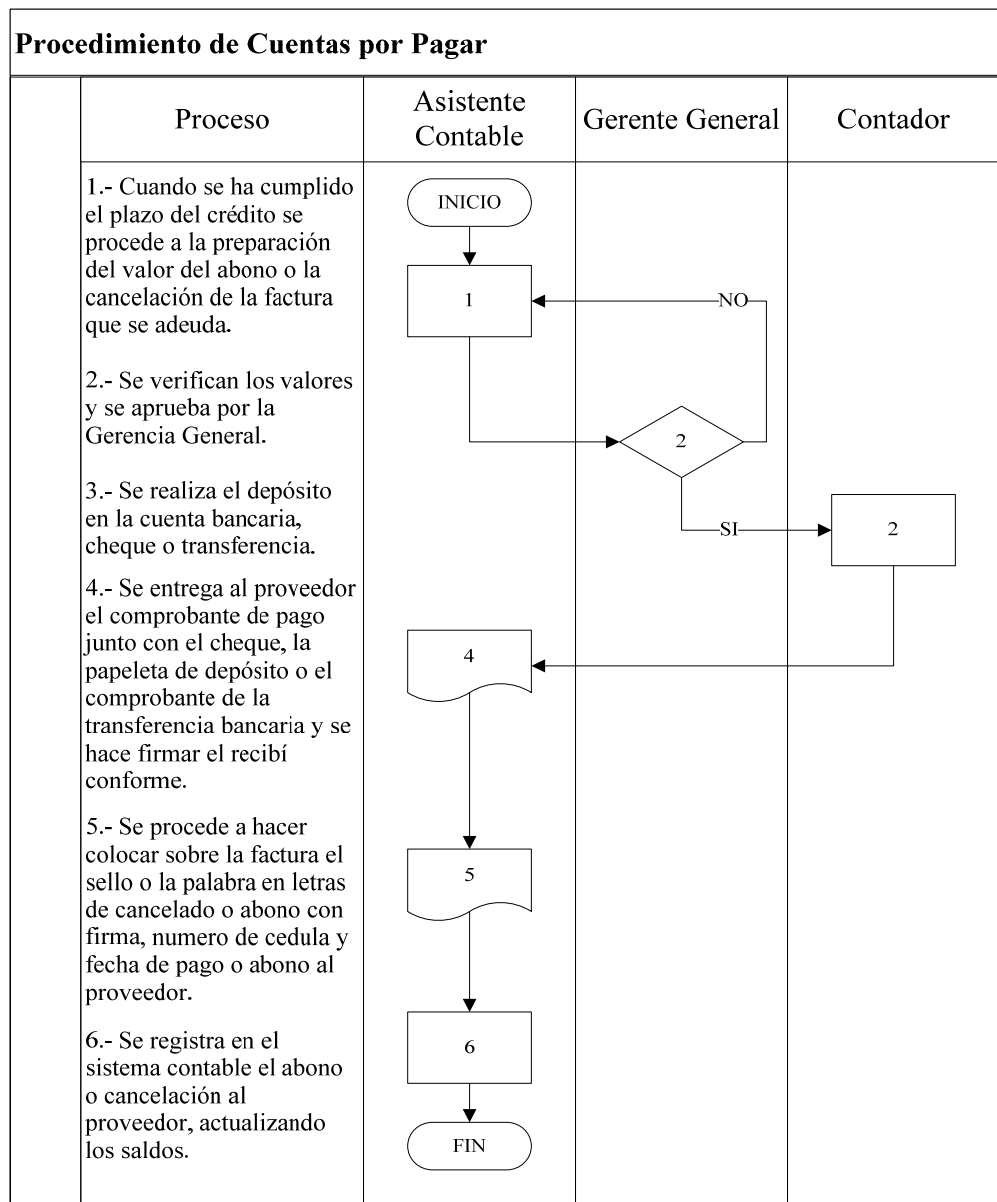 Procedimiento de Cuentas por Pagar
Proceso
Asistente
Contable
Gerente General
Contador
1.- Cuando se ha cumplido
el plazo del crédito se
procede a la preparación
del valor del abono o la
cancelación de la factura
que se adeuda.
2.- Se verifican los valores
y se aprueba por la
Gerencia General.
3.- Se realiza el depósito
en la cuenta bancaria,
cheque o transferencia.
4.- Se entrega al proveedor
el comprobante de pago
junto con el cheque, la
papeleta de depósito o el
comprobante de la
transferencia bancaria y se
hace firmar el recibí
conforme.
5.- Se procede a hacer
colocar sobre la factura el
sello o la palabra en letras
de cancelado o abono con
firma, numero de cedula y
fecha de pago o abono al
proveedor.
6.- Se registra en el
sistema contable el abono
o cancelación al
proveedor, actualizando
los saldos.
INICIO
1
NO
2
SI
2
4
5
6
FIN